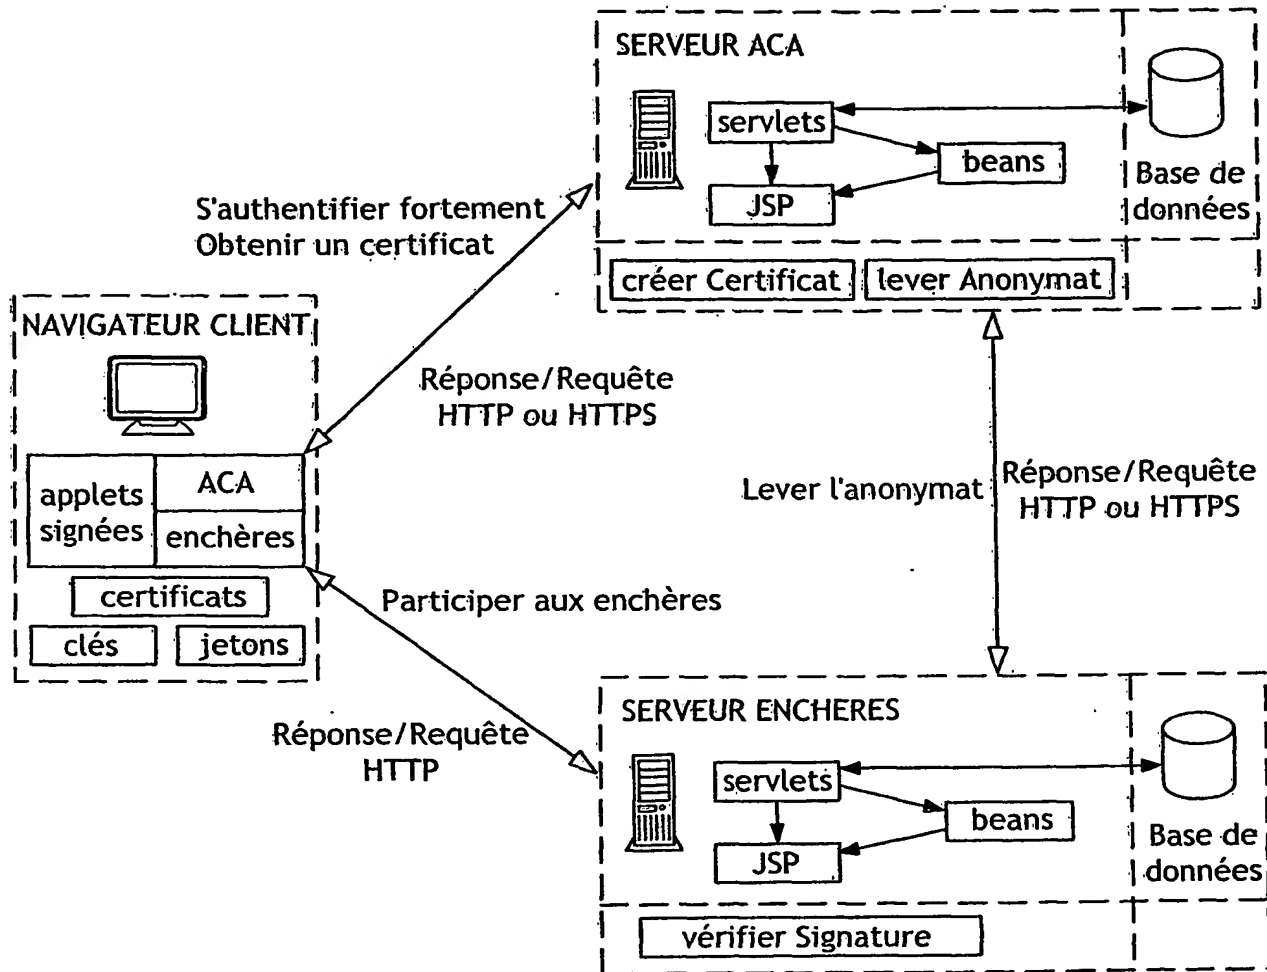 SERVEUR ACA
servlets
beans
JSP
Base de
données
créer Certificat
lever Anonymat
S'authentifier fortement
Obtenir un certificat
Réponse/Requête
HTTP ou HTTPS
NAVIGATEUR CLIENT
applets
signées
ACA
enchères
certificats
clés
jetons
Lever l'anonymat
Réponse/Requête
HTTP ou HTTPS
Participer aux enchères
Réponse/Requête
HTTP
SERVEUR ENCHERES
servlets
beans
JSP
Base de
données
vérifier Signature